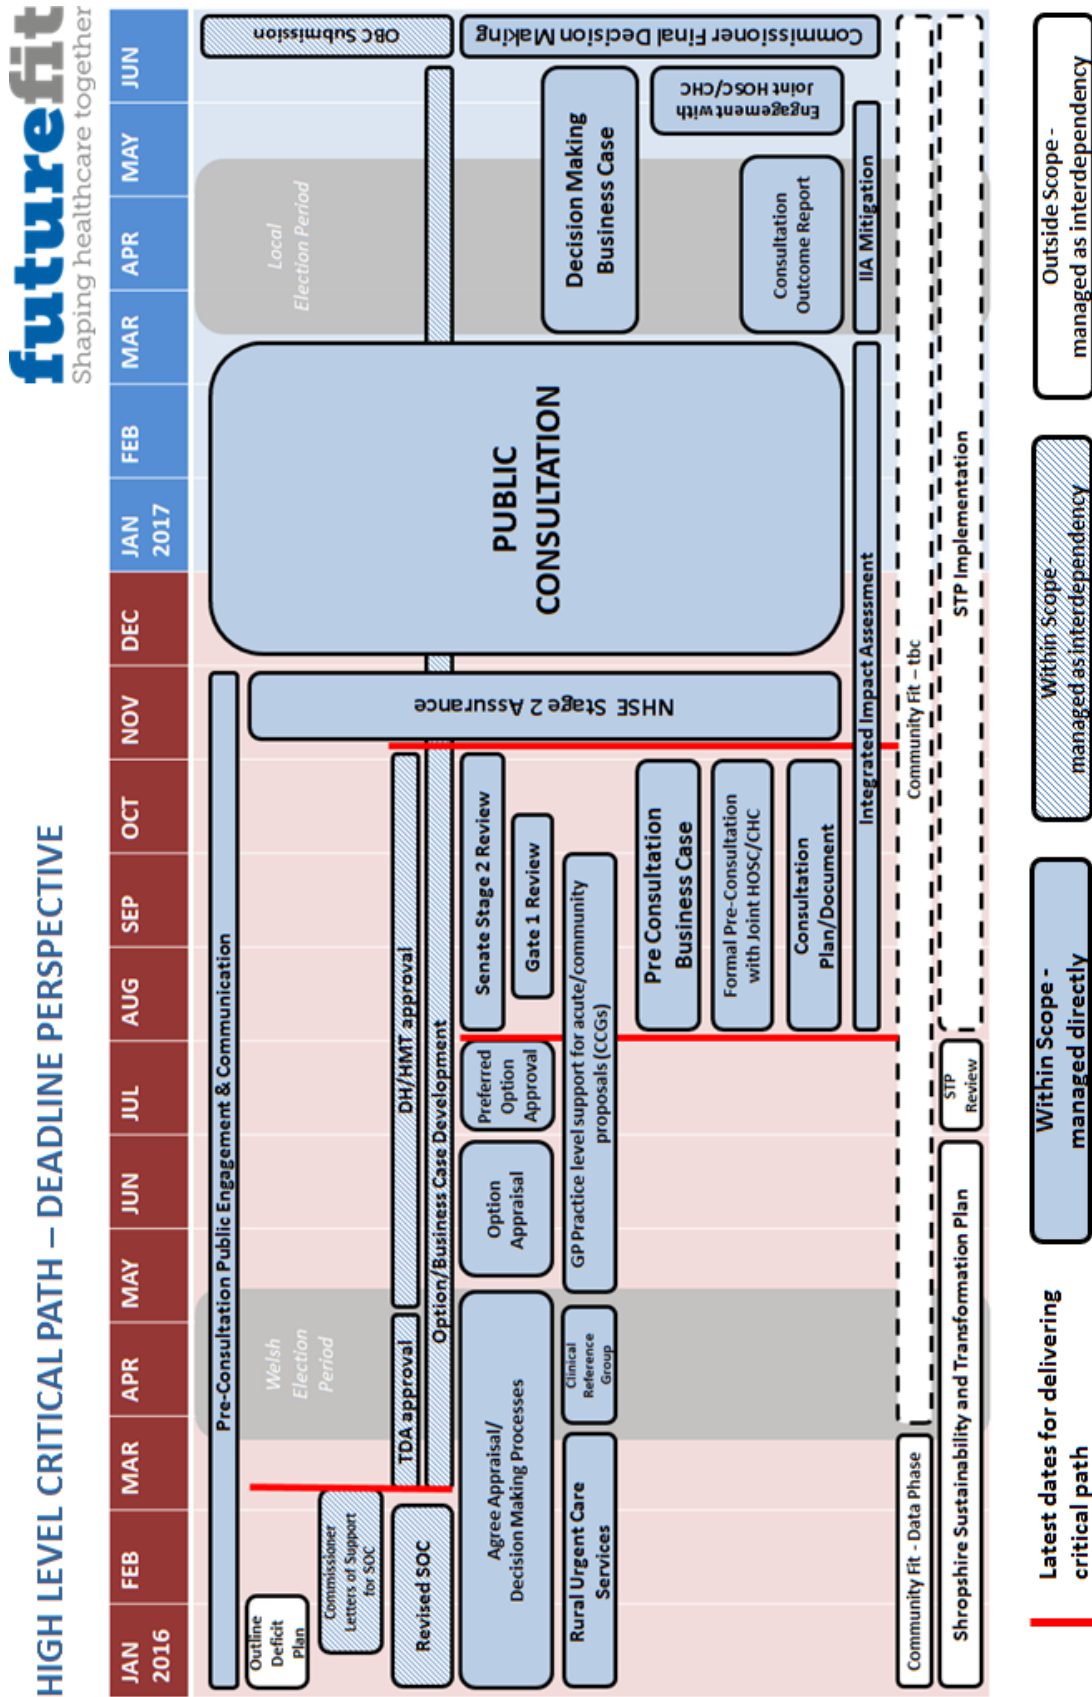 HIGH LEVEL CRITICAL PATH – DEADLINE PERSPECTIVE
futurefit
Shaping healthcare together
JAN
2016
FEB
MAR
APR
MAY
JUN
JUL
AUG
SEP
OCT
NOV
DEC
JAN
2017
FEB
MAR
APR
MAY
JUN
Pre-Consultation Public Engagement & Communication
Outline
Deficit
Plan
Welsh
Election
Period
Local
Election Period
OBC Submission
Commissioner
Letters of Support
for SOC
NHSE Stage 2 Assurance
PUBLIC
CONSULTATION
Revised SOC
TDA approval
DH/HMT approval
Option/Business Case Development
Agree Appraisal/
Decision Making Processes
Option
Appraisal
Preferred
Option
Approval
Senate Stage 2 Review
Gate 1 Review
Commissioner Final Decision Making
Rural Urgent Care
Services
Clinical
Reference
Group
GP Practice level support for acute/community
proposals (CCGs)
Decision Making
Business Case
Pre Consultation
Business Case
Engagement with
Joint HOSC/CHC
Formal Pre-Consultation
with Joint HOSC/CHC
Consultation
Outcome Report
Consultation
Plan/Document
Integrated Impact Assessment
IIA Mitigation
Community Fit - Data Phase
Community Fit – tbc
Shropshire Sustainability and Transformation Plan
STP
Review
STP Implementation
Latest dates for delivering
critical path
Within Scope -
managed directly
Within Scope -
managed as interdependency
Outside Scope -
managed as interdependency